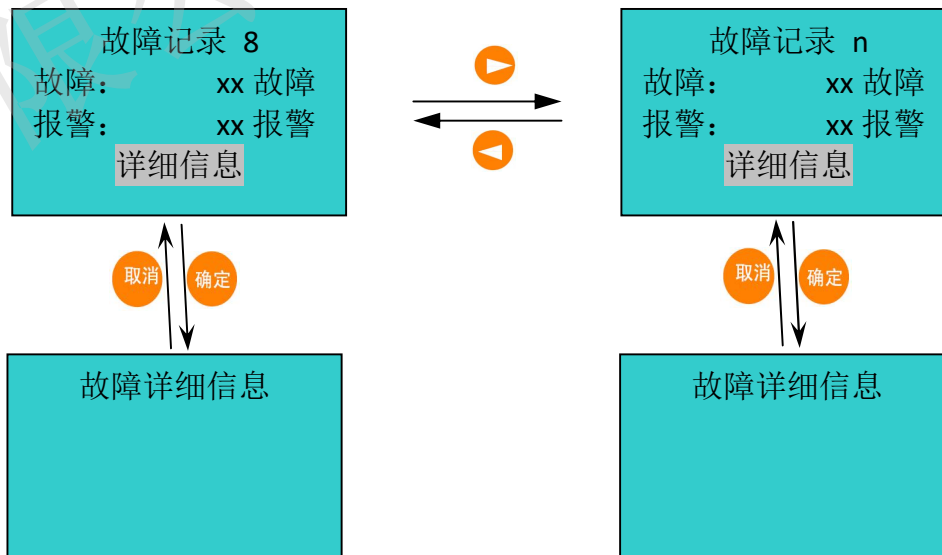 故障记录 8
故障： xx 故障
报警： xx 报警
详细信息
故障记录 n
故障： xx 故障
报警： xx 报警
详细信息
取消
确定
取消
确定
故障详细信息
故障详细信息